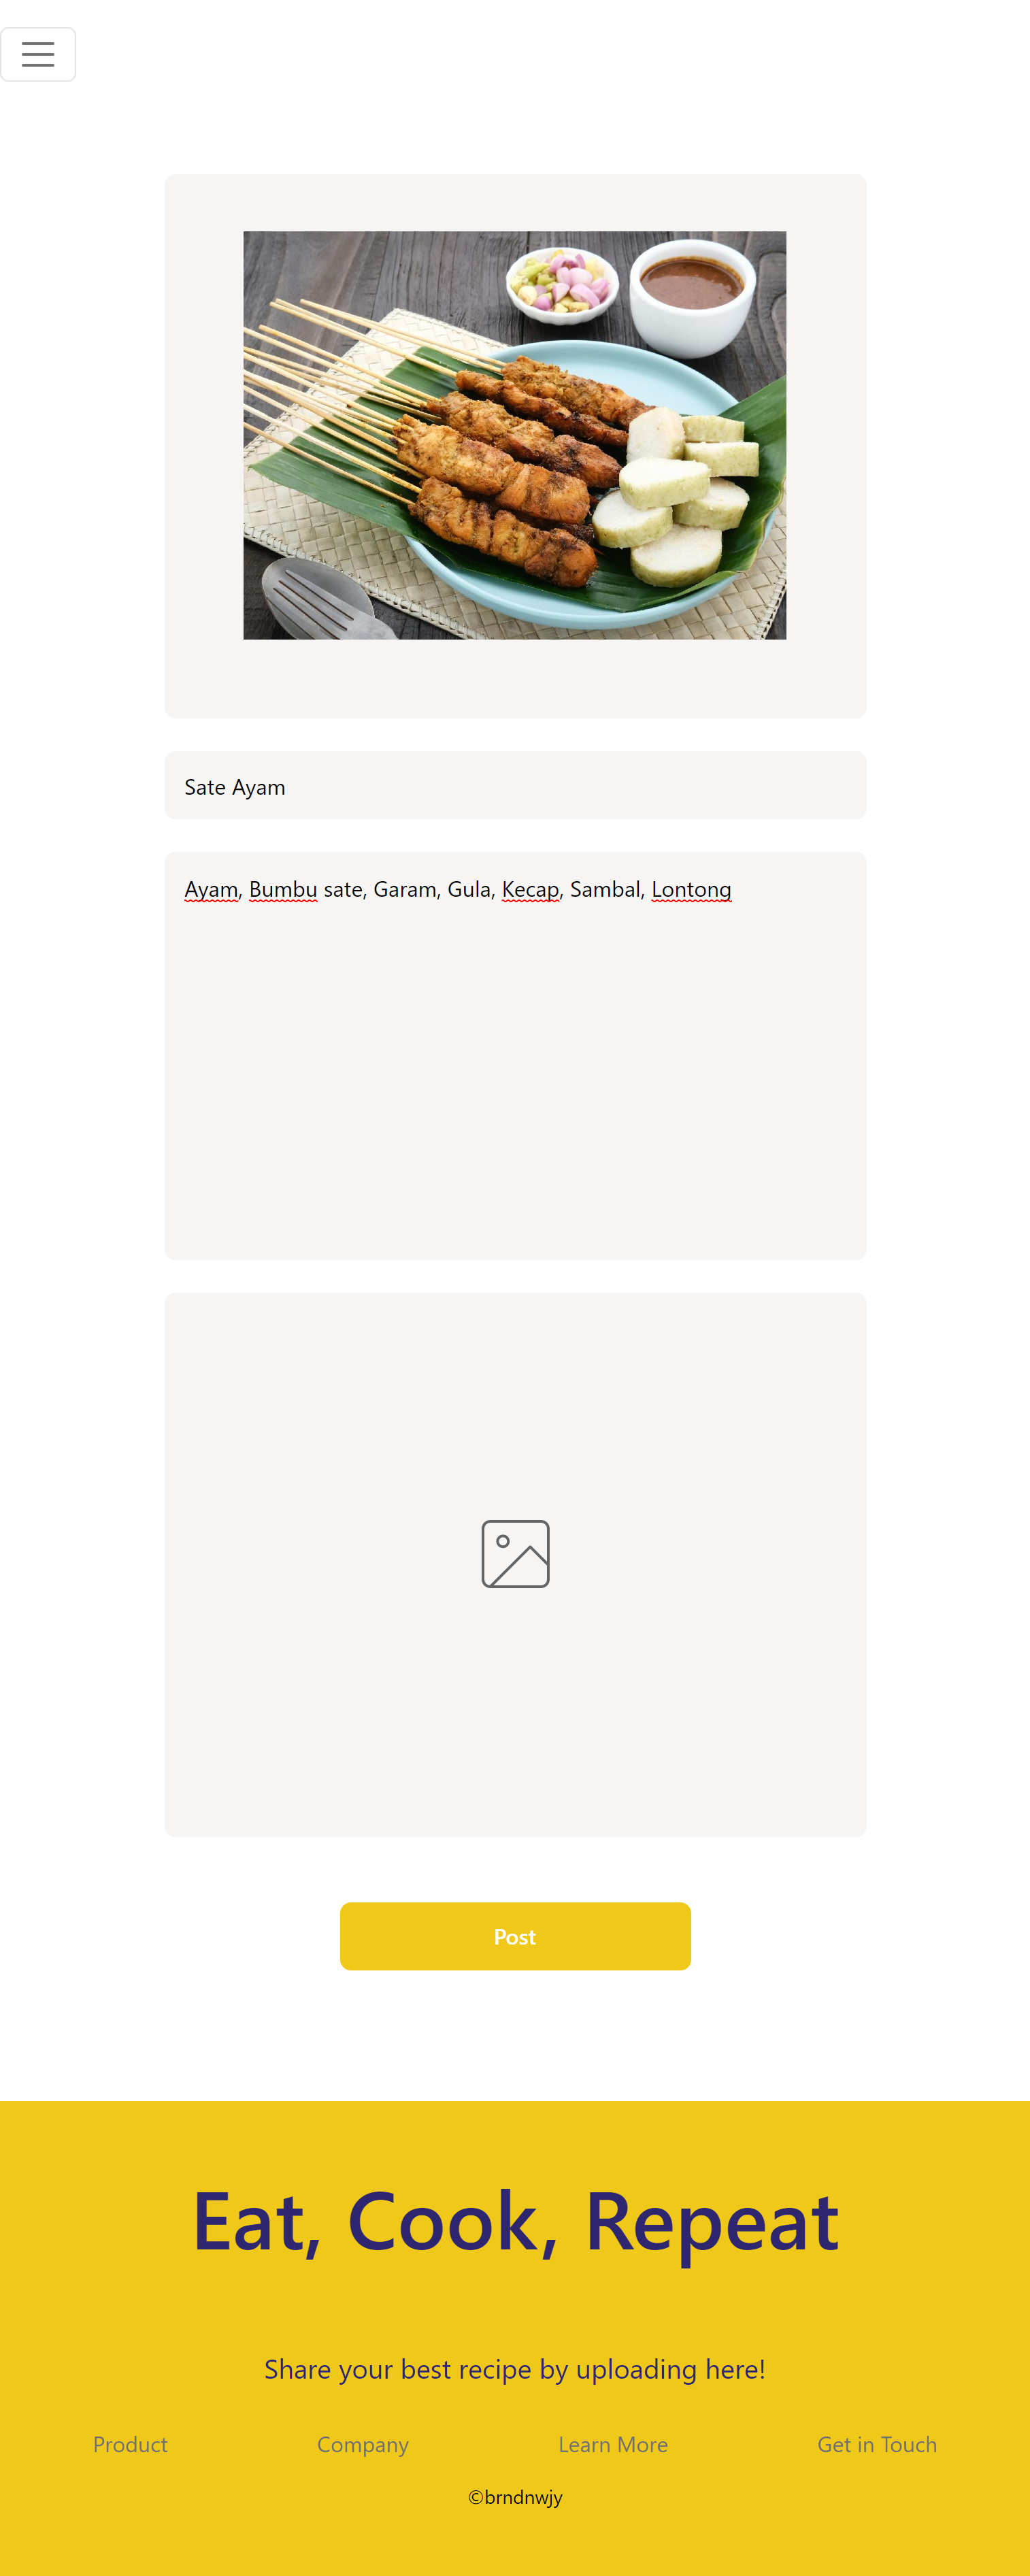 Sate Ayam
Ayam, Bumbu sate, Garam, Gula, Kecap, Sambal, Lontong
Post
Eat, Cook, Repeat
Share your best recipe by uploading here!
Product Company Learn More Get in Touch
©brndnwjy